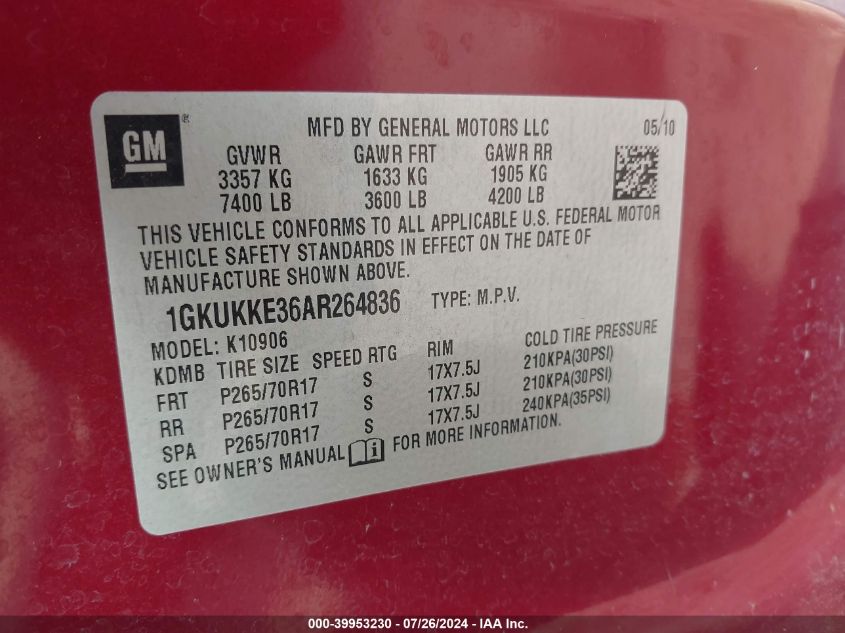 GM
®
MFD BY GENERAL MOTORS LLC 05/10
GVWR GAWR FRT GAWR RR
3357 KG 1633 KG 1905 KG
7400 LB 3600 LB 4200 LB
THIS VEHICLE CONFORMS TO ALL APPLICABLE U.S. FEDERAL MOTOR
VEHICLE SAFETY STANDARDS IN EFFECT ON THE DATE OF
MANUFACTURE SHOWN ABOVE.
1GKUKKE36AR264836 TYPE: M.P.V.
MODEL: K10906
KDMB TIRE SIZE SPEED RTG RIM COLD TIRE PRESSURE
FRT P265/70R17 S 17X7.5J 210KPA(30PSI)
RR P265/70R17 S 17X7.5J 210KPA(30PSI)
SPA P265/70R17 S 17X7.5J 240KPA(35PSI)
SEE OWNER'S MANUAL i FOR MORE INFORMATION.
000-39953230 - 07/26/2024 - IAA Inc.